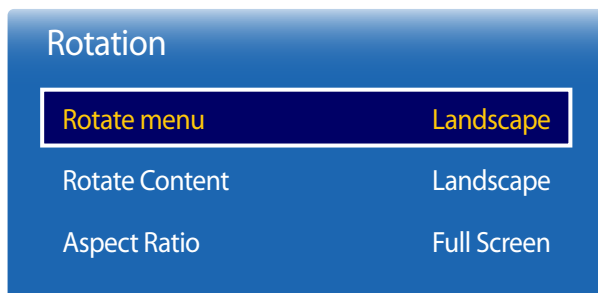 Rotation
Rotate menu Landscape
Rotate Content Landscape
Aspect Ratio Full Screen